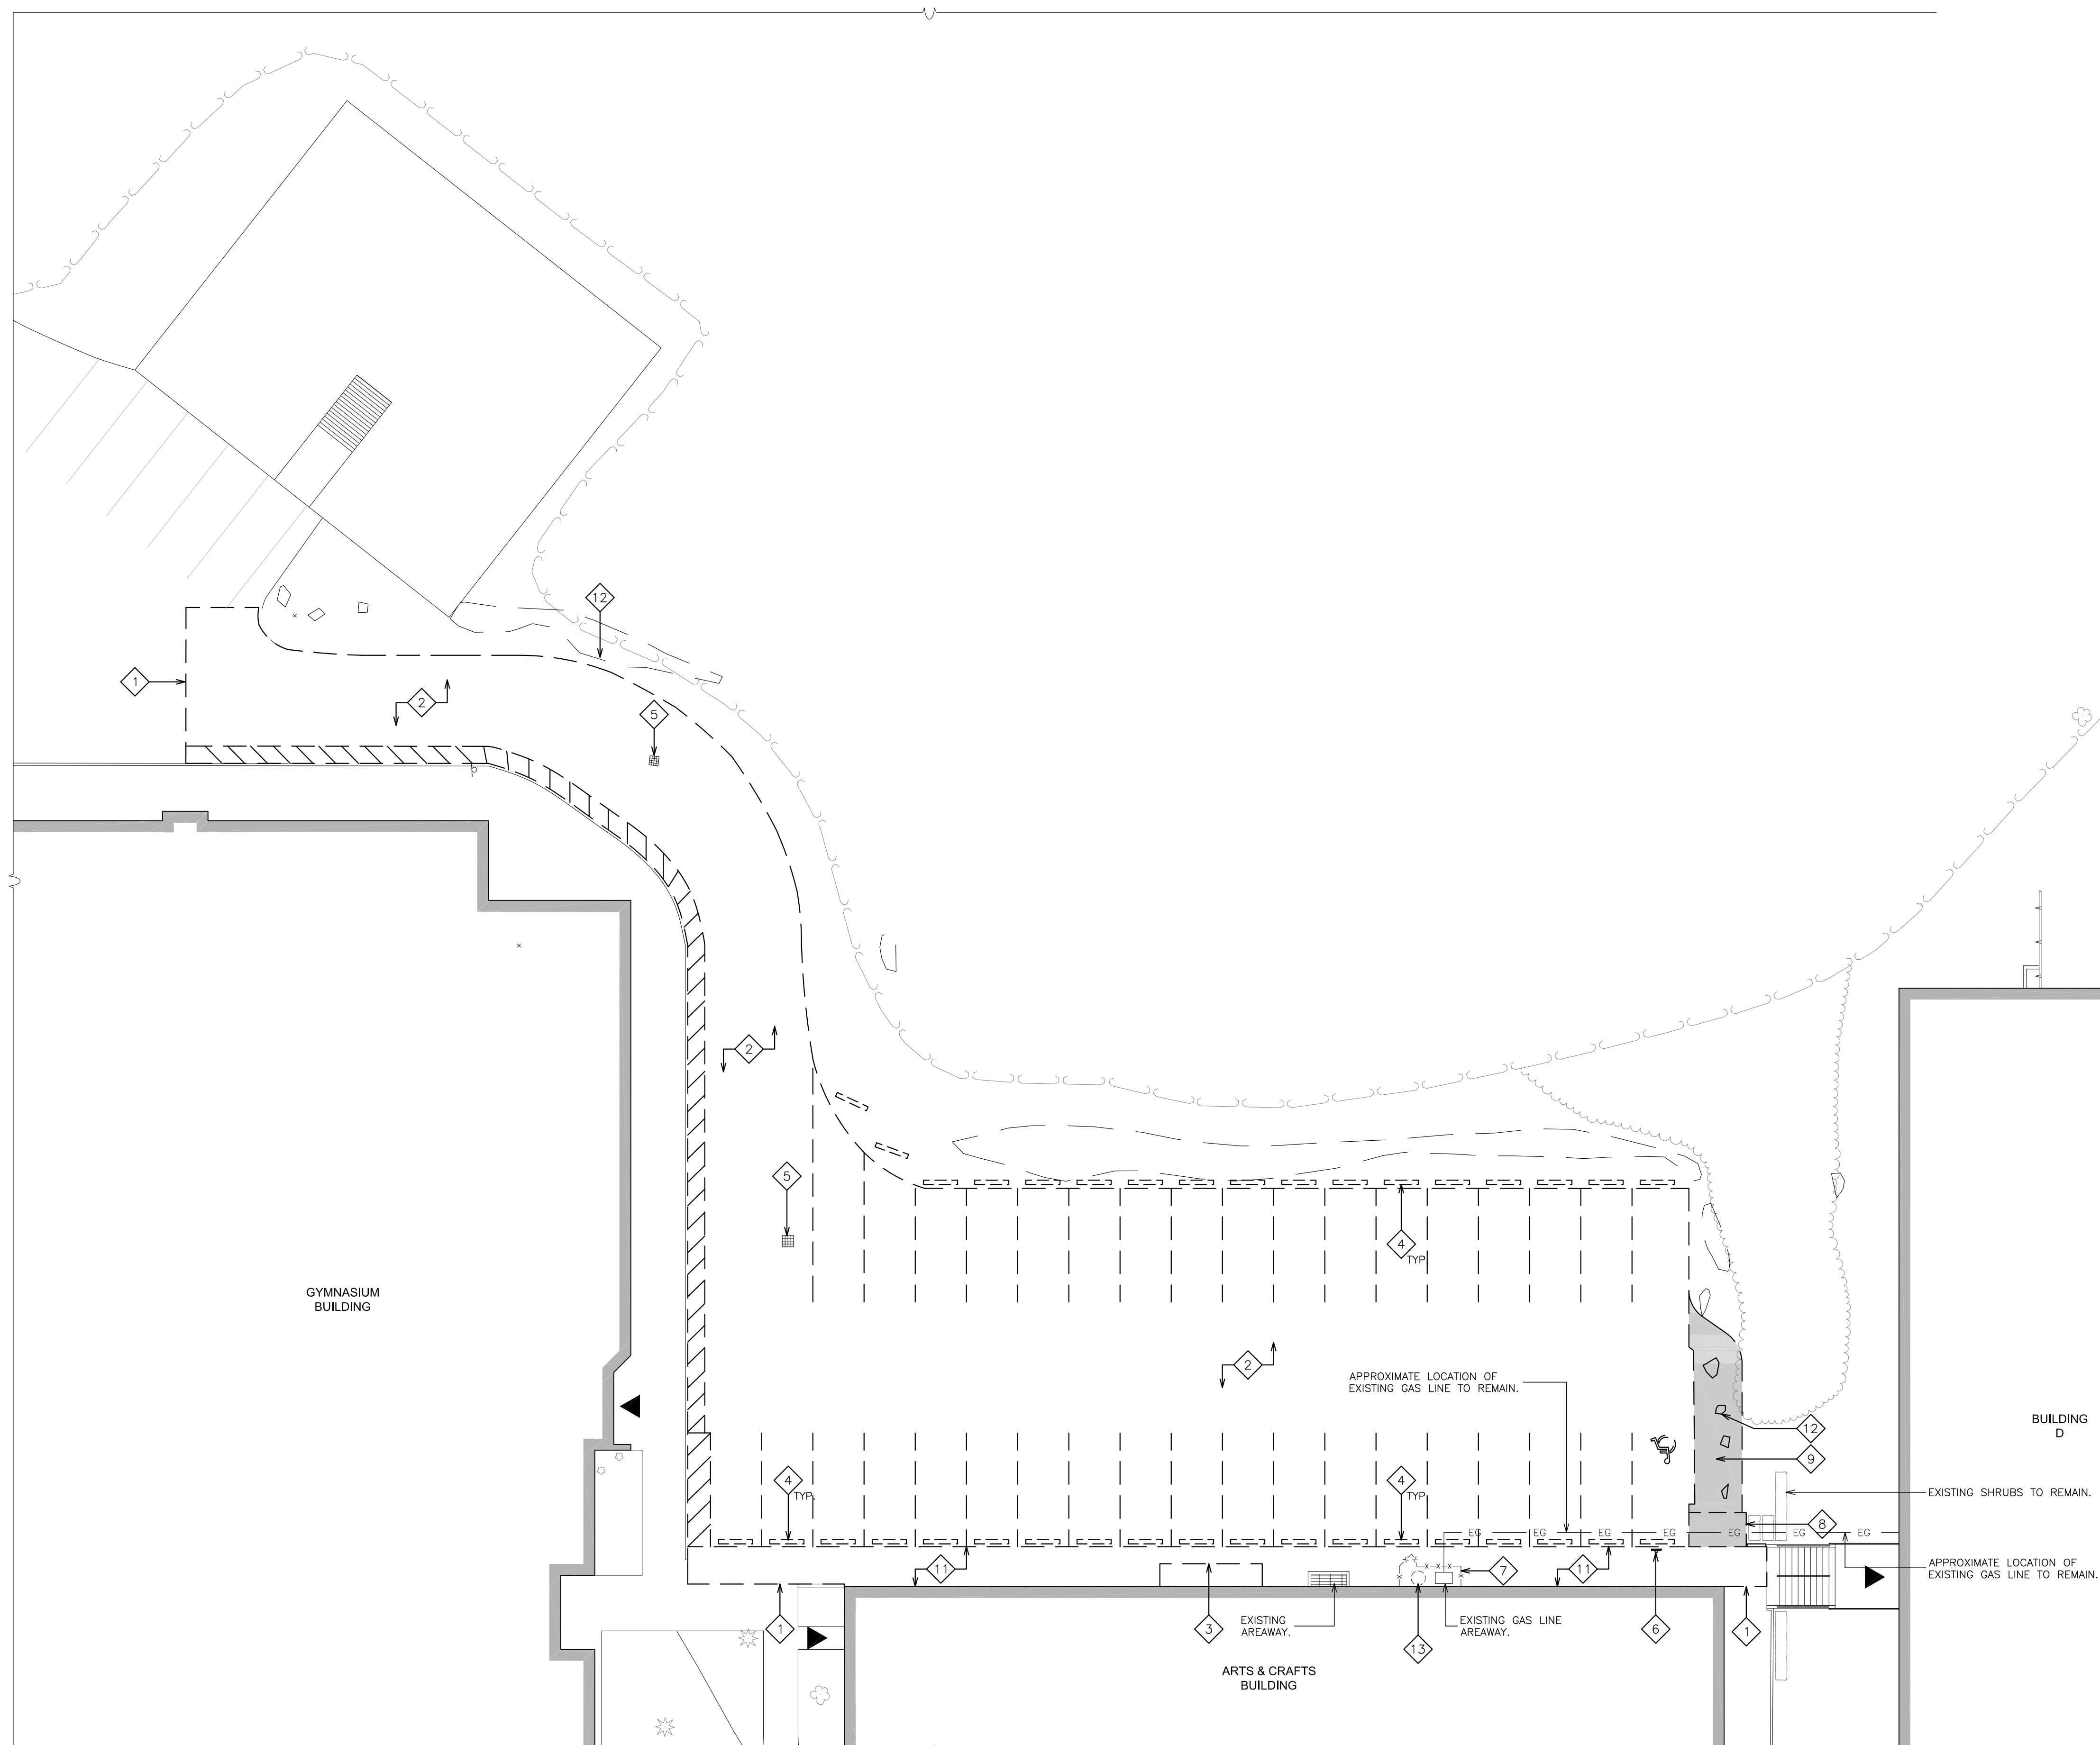 12
1
2
5
2
5
4
TYP
GYMNASIUM
BUILDING
2
APPROXIMATE LOCATION OF
EXISTING GAS LINE TO REMAIN.
12
BUILDING
D
9
4
TYP.
4
TYP
EXISTING SHRUBS TO REMAIN.
8
EG EG EG EG EG EG EG
11
7
11
APPROXIMATE LOCATION OF
EXISTING GAS LINE TO REMAIN.
1
3
EXISTING
AREAWAY.
13
EXISTING GAS LINE
AREAWAY.
6
1
ARTS & CRAFTS
BUILDING